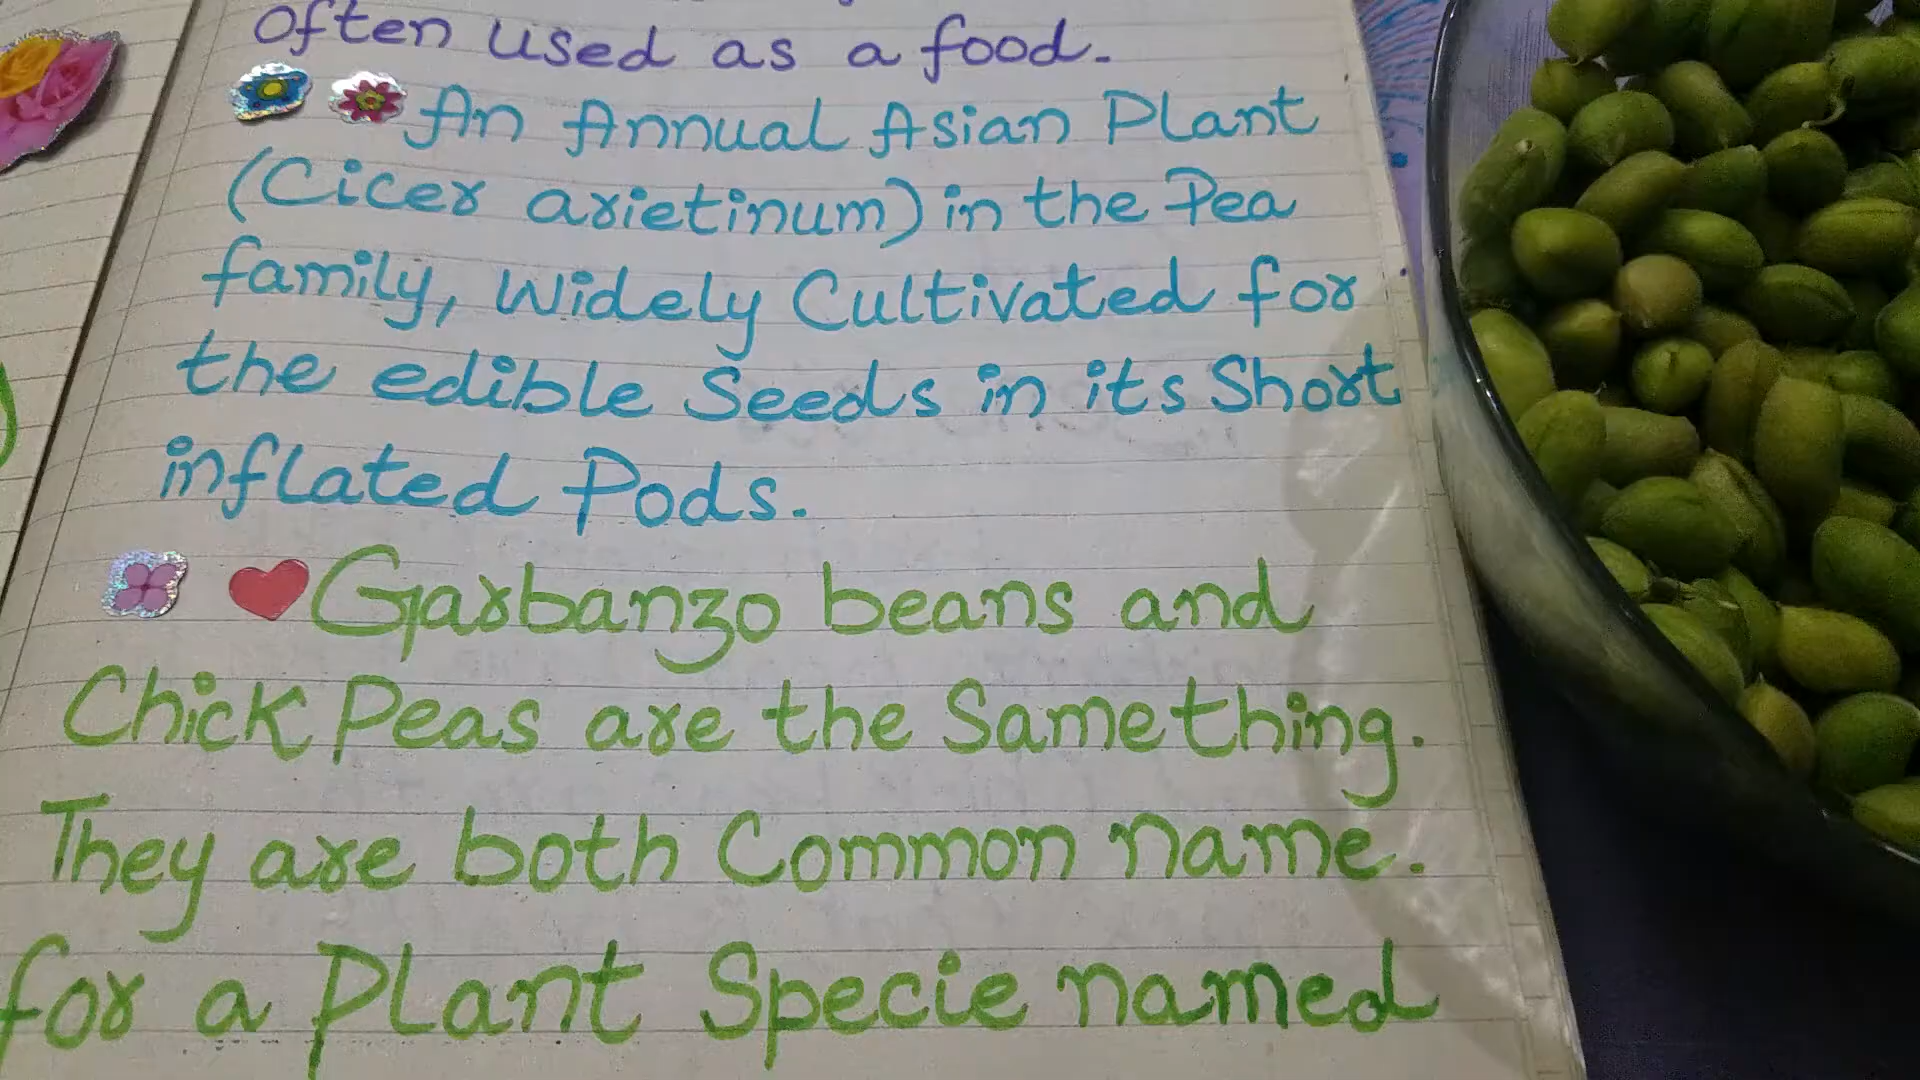 often used as a food.
An Annual Asian Plant
(Cicer arietinum) in the Pea
family, Widely Cultivated for
the edible Seeds in its Short
inflated Pods.
Garbanzo beans and
Chick Peas are the Same thing.
They are both Common name.
for a Plant Specie named